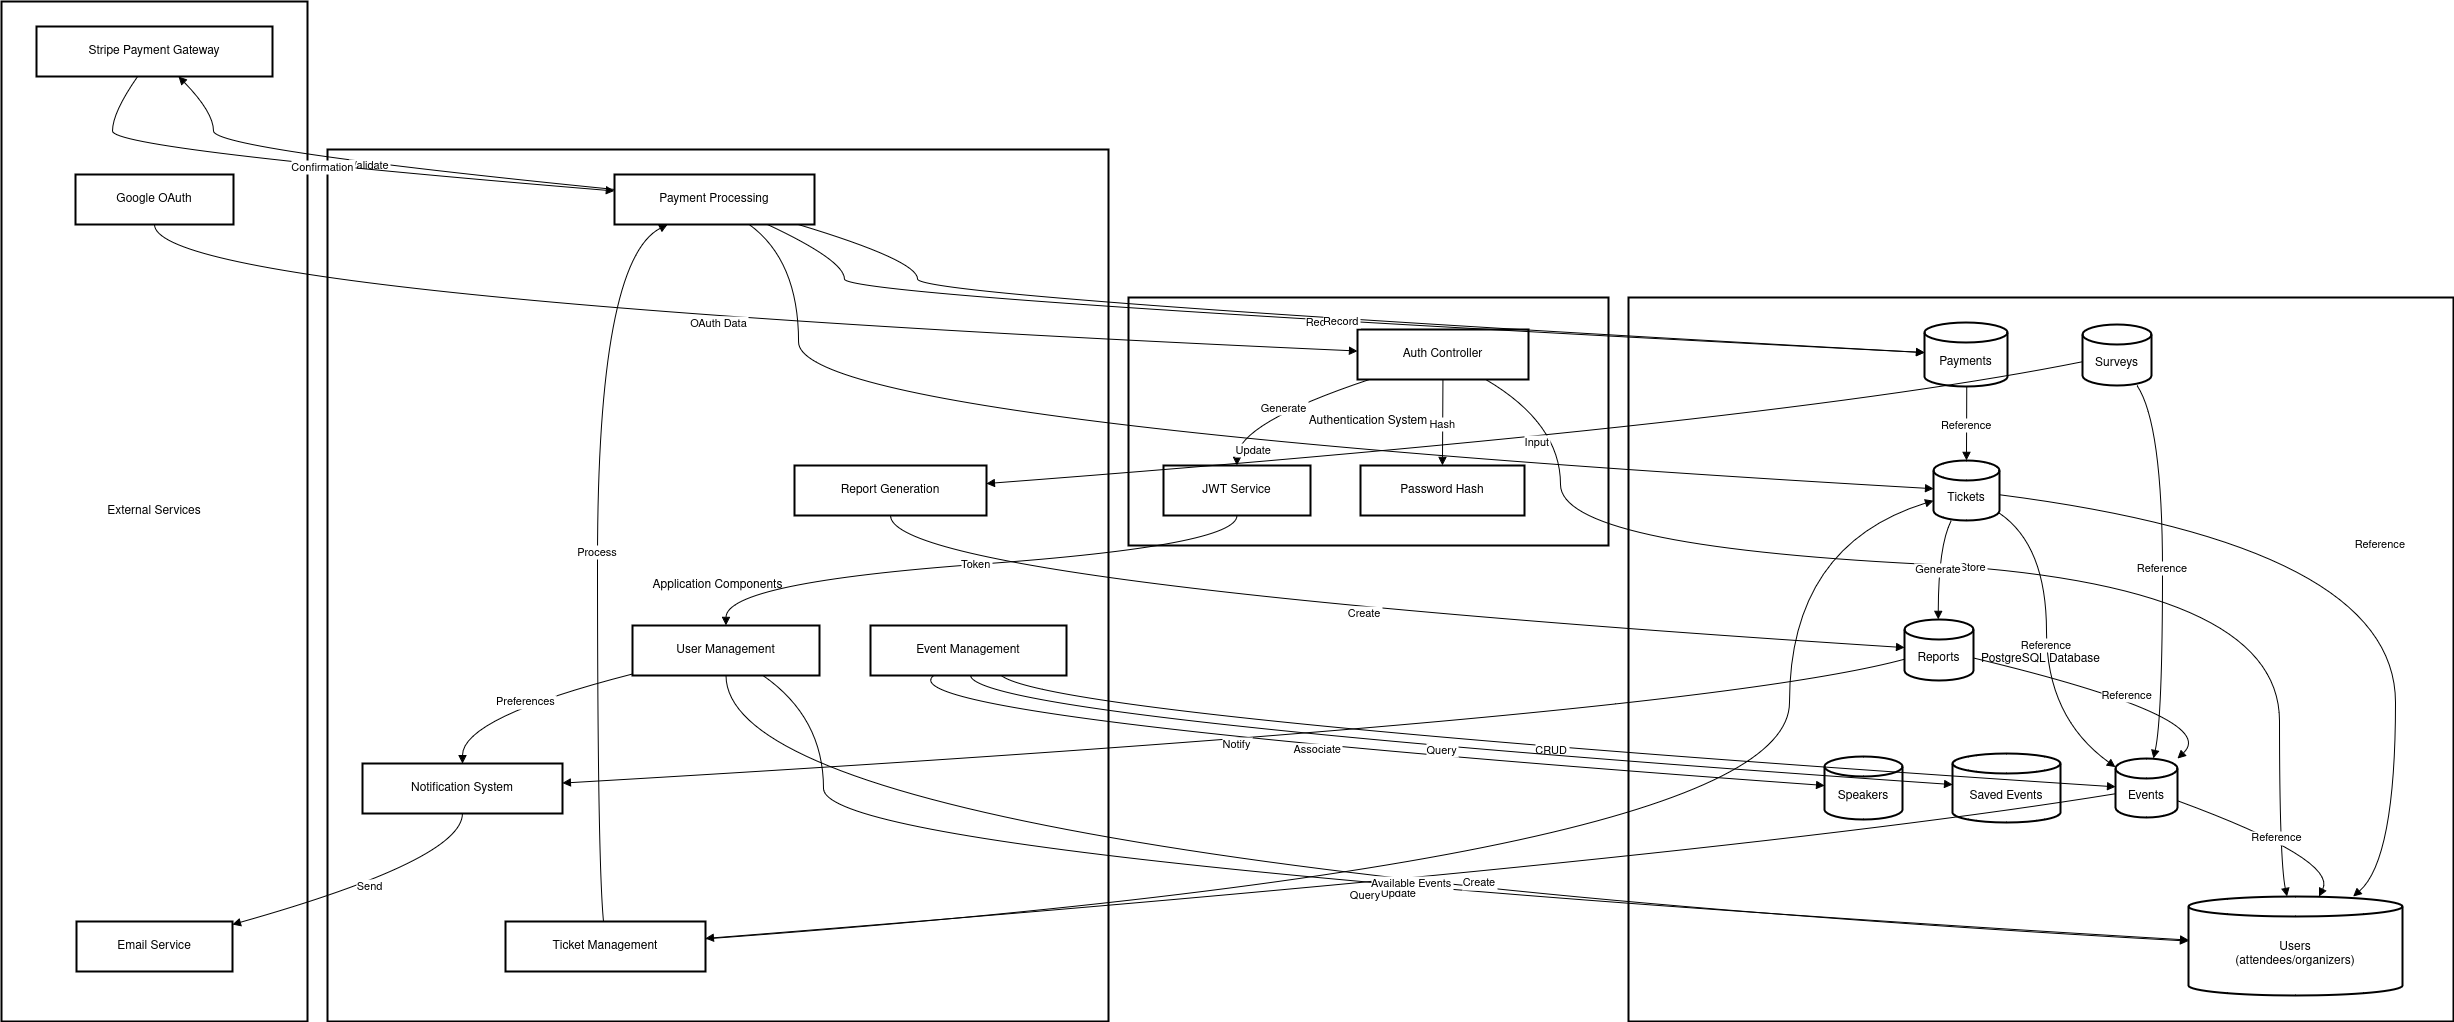 Stripe Payment Gateway
Confirmation
Google OAuth
Payment Processing
OAuth Data
Record
Auth Controller
Payments
Surveys
Generate
Authentication System
Hash
Reference
Update
Input
Report Generation
JWT Service
Password Hash
Tickets
External Services
Process
Reference
Token
Generate
Reference
Application Components
Create
User Management
Event Management
Reference
Reports
PostgreSQL Database
Preferences
Reference
Notify
Associate
Query
CRUD
Notification System
Speakers
Saved Events
Events
Reference
Send
Available Events
Create
Query
Update
Email Service
Ticket Management
Users
(attendees/organizers)